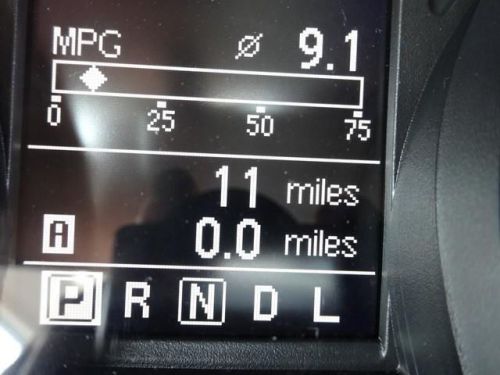 MPG ⌀ 9.1
0 25 50 75
11 miles
A 0.0 miles
P R N D L